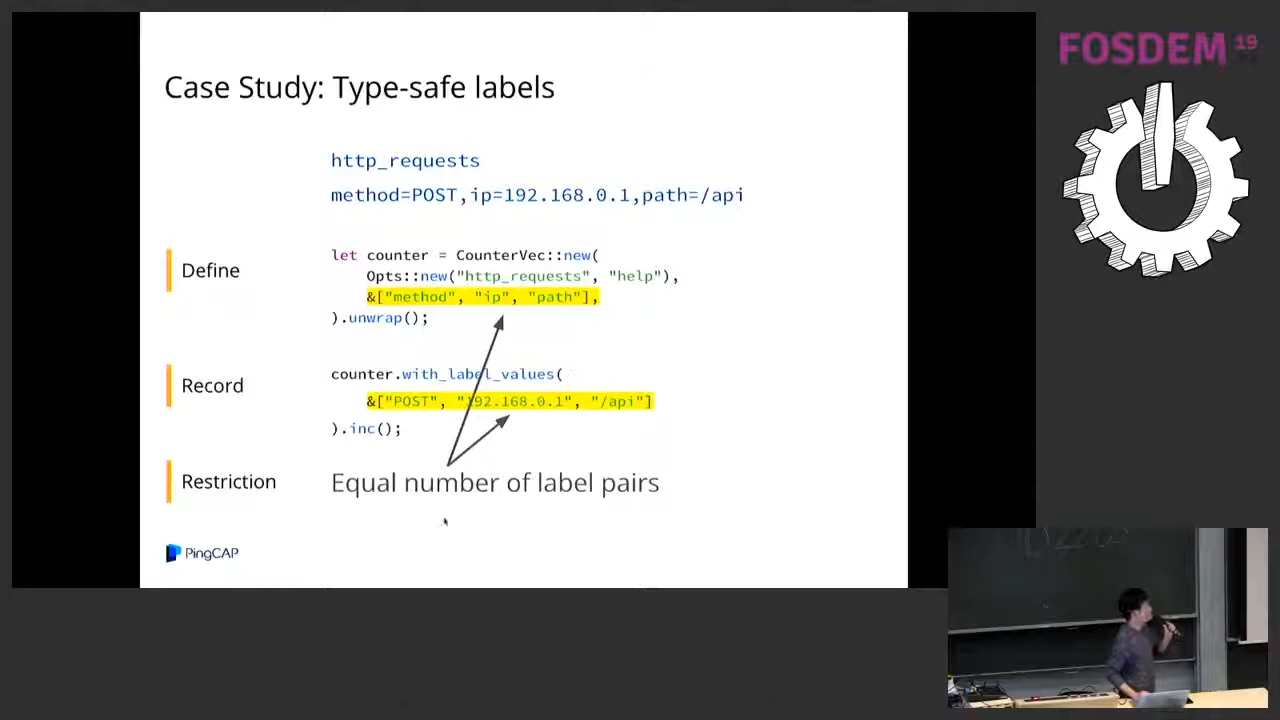 FOSDEM 19
Case Study: Type-safe labels
http_requests
method=POST,ip=192.168.0.1,path=/api
Define
let counter = CounterVec::new(
Opts::new("http_requests", "help"),
&["method", "ip", "path"],
).unwrap();
Record
counter.with_label_values(
&["POST", "192.168.0.1", "/api"]
).inc();
Restriction
Equal number of label pairs
PingCAP